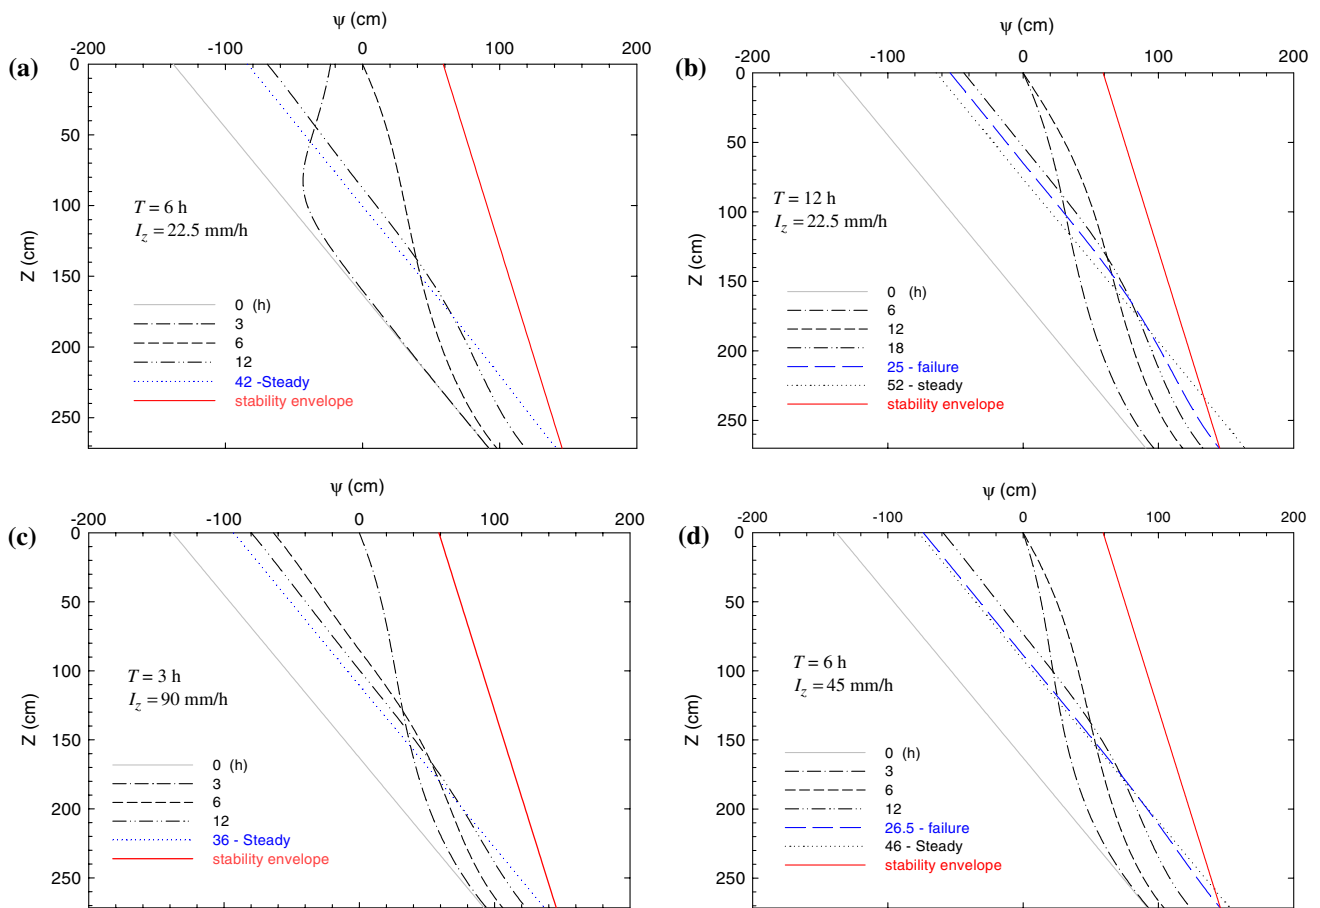 (a)
ψ (cm)
-200 -100 0 100 200
0
50
100
150
200
250
Z (cm)
T = 6 h
I_z = 22.5 mm/h
0 (h)
3
6
12
42 -Steady
stability envelope
(b)
ψ (cm)
-200 -100 0 100 200
0
50
100
150
200
250
Z (cm)
T = 12 h
I_z = 22.5 mm/h
0 (h)
6
12
18
25 - failure
52 - steady
stability envelope
(c)
ψ (cm)
-200 -100 0 100 200
0
50
100
150
200
250
Z (cm)
T = 3 h
I_z = 90 mm/h
0 (h)
3
6
12
36 - Steady
stability envelope
(d)
ψ (cm)
-200 -100 0 100 200
0
50
100
150
200
250
Z (cm)
T = 6 h
I_z = 45 mm/h
0 (h)
3
6
12
26.5 - failure
46 - Steady
stability envelope